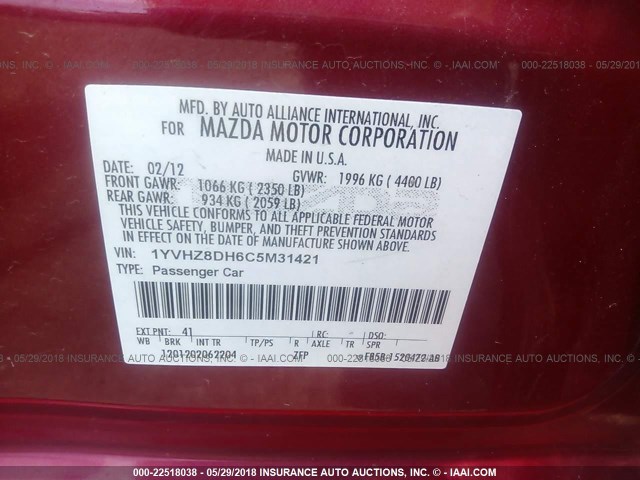 MFD. BY AUTO ALLIANCE INTERNATIONAL, INC.
FOR MAZDA MOTOR CORPORATION
MADE IN U.S.A.
DATE: 02/12 GVWR: 1996 KG ( 4400 LB)
FRONT GAWR: 1066 KG ( 2350 LB)
REAR GAWR: 934 KG ( 2059 LB)
THIS VEHICLE CONFORMS TO ALL APPLICABLE FEDERAL MOTOR
VEHICLE SAFETY, BUMPER, AND THEFT PREVENTION STANDARDS
IN EFFECT ON THE DATE OF MANUFACTURE SHOWN ABOVE.
VIN: 1YVHZ8DH6C5M31421
TYPE: Passenger Car
EXT PNT: 41 RC: DSO:
WB BRK INT TR TP/PS R AXLE TR SPR
1201202062204 ZFP
000-22518038 - 05/29/2018 INSURANCE AUTO AUCTIONS, INC. - IAAI.COM